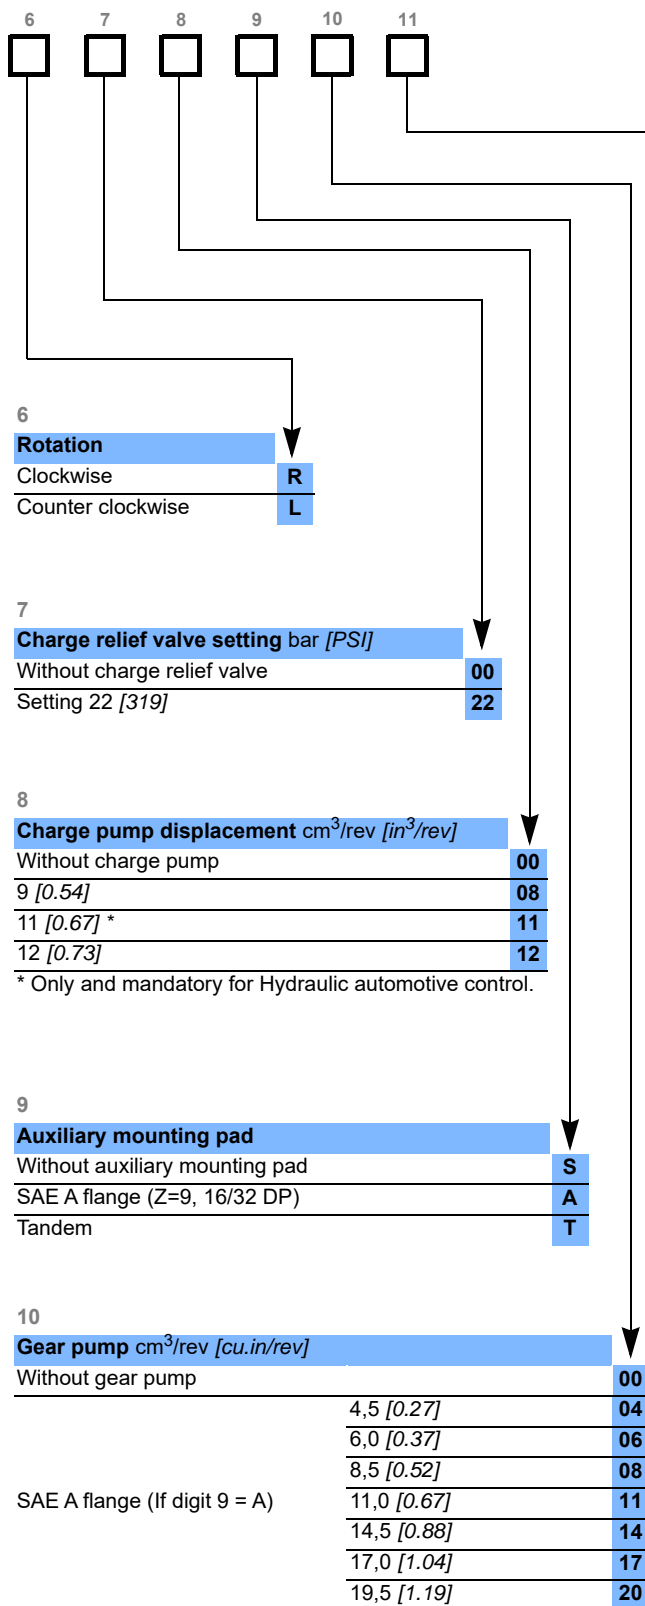 6 7 8 9 10 11
6
Rotation
Clockwise R
Counter clockwise L
7
Charge relief valve setting bar [PSI]
Without charge relief valve 00
Setting 22 [319] 22
8
Charge pump displacement cm³/rev [in³/rev]
Without charge pump 00
9 [0.54] 08
11 [0.67] * 11
12 [0.73] 12
* Only and mandatory for Hydraulic automotive control.
9
Auxiliary mounting pad
Without auxiliary mounting pad S
SAE A flange (Z=9, 16/32 DP) A
Tandem T
10
Gear pump cm³/rev [cu.in/rev]
Without gear pump 00
4,5 [0.27] 04
6,0 [0.37] 06
8,5 [0.52] 08
SAE A flange (If digit 9 = A) 11,0 [0.67] 11
14,5 [0.88] 14
17,0 [1.04] 17
19,5 [1.19] 20